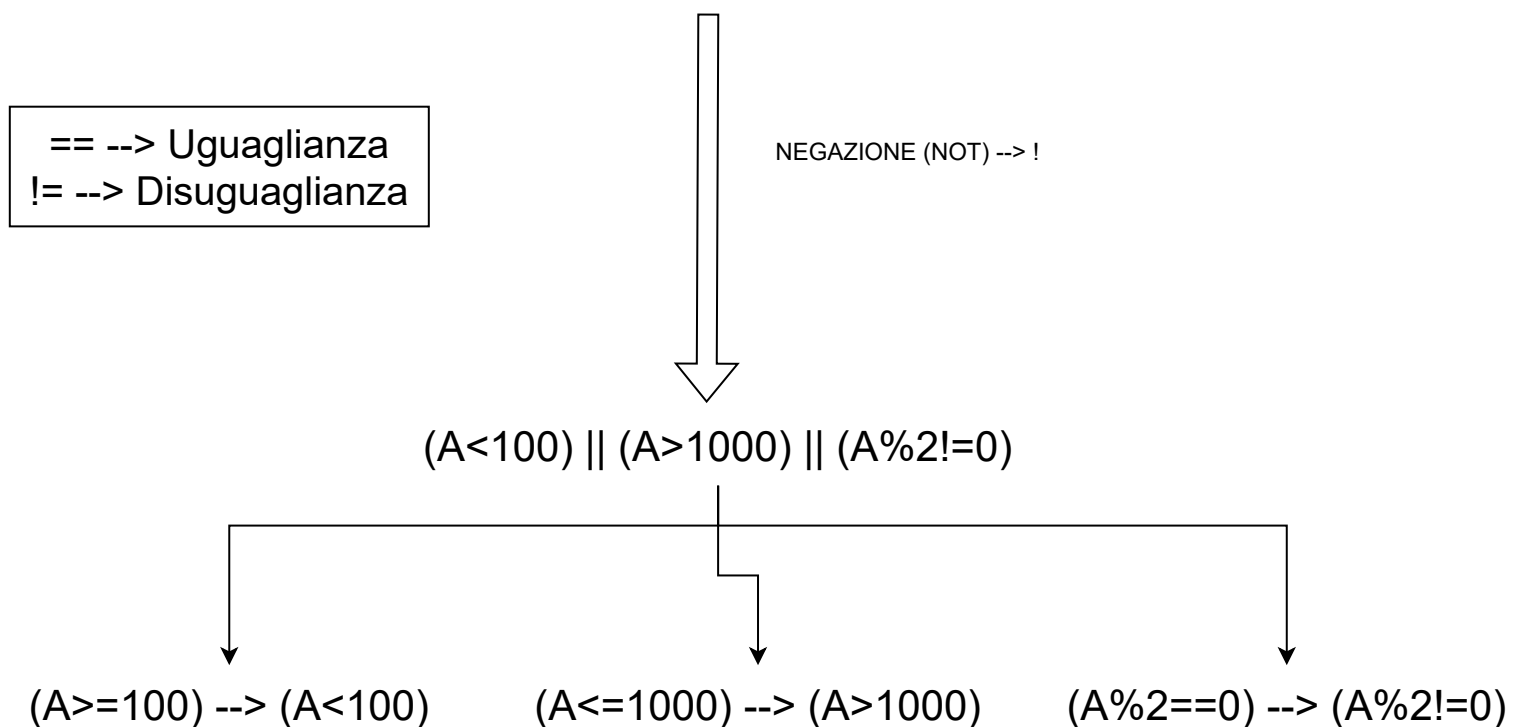 == --> Uguaglianza
!= --> Disuguaglianza
NEGAZIONE (NOT) --> !
(A<100) || (A>1000) || (A%2!=0)
(A>=100) --> (A<100)
(A<=1000) --> (A>1000)
(A%2==0) --> (A%2!=0)